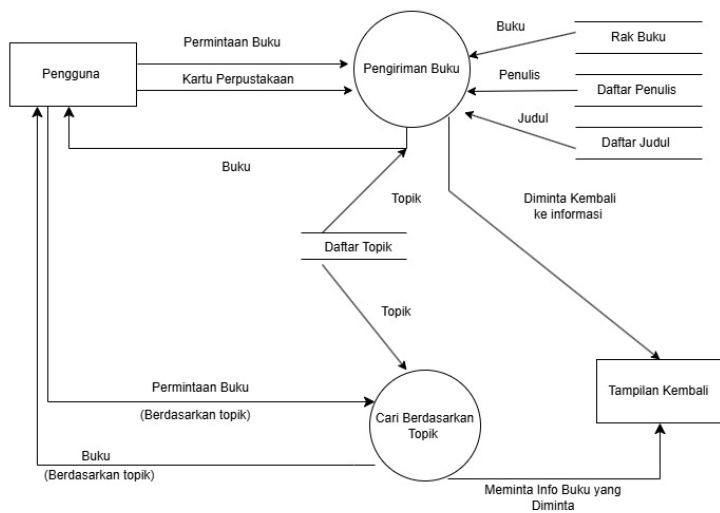 Permintaan Buku
Pengguna
Kartu Perpustakaan
Pengiriman Buku
Buku
Rak Buku
Penulis
Daftar Penulis
Judul
Daftar Judul
Buku
Topik
Diminta Kembali
ke informasi
Daftar Topik
Topik
Permintaan Buku
(Berdasarkan topik)
Cari Berdasarkan
Topik
Tampilan Kembali
Buku
(Berdasarkan topik)
Meminta Info Buku yang
Diminta